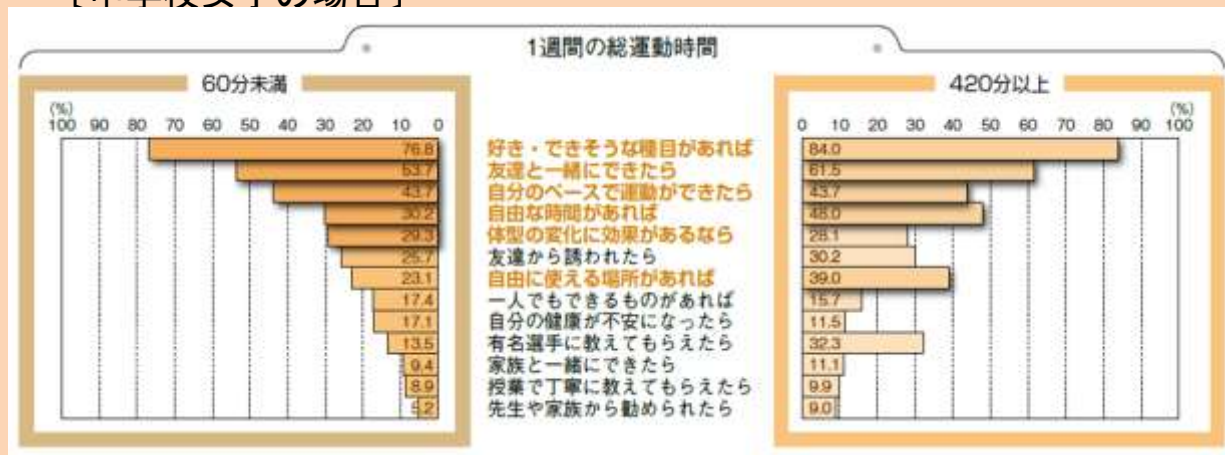 1週間の総運動時間
60分未満
(%)
100 90 80 70 60 50 40 30 20 10 0
76.8
53.7
43.7
30.2
29.3
25.7
23.1
17.4
17.1
13.5
9.4
8.9
5.2
好き・できそうな種目があれば
友達と一緒にできたら
自分のペースで運動ができたら
自由な時間があれば
体型の変化に効果があるなら
友達から誘われたら
自由に使える場所があれば
一人でもできるものがあれば
自分の健康が不安になったら
有名選手に教えてもらえたら
家族と一緒にできたら
授業で丁寧に教えてもらえたら
先生や家族から勧められたら
420分以上
(%)
0 10 20 30 40 50 60 70 80 90 100
84.0
61.5
43.7
48.0
28.1
30.2
39.0
15.7
11.5
32.3
11.1
9.9
9.0